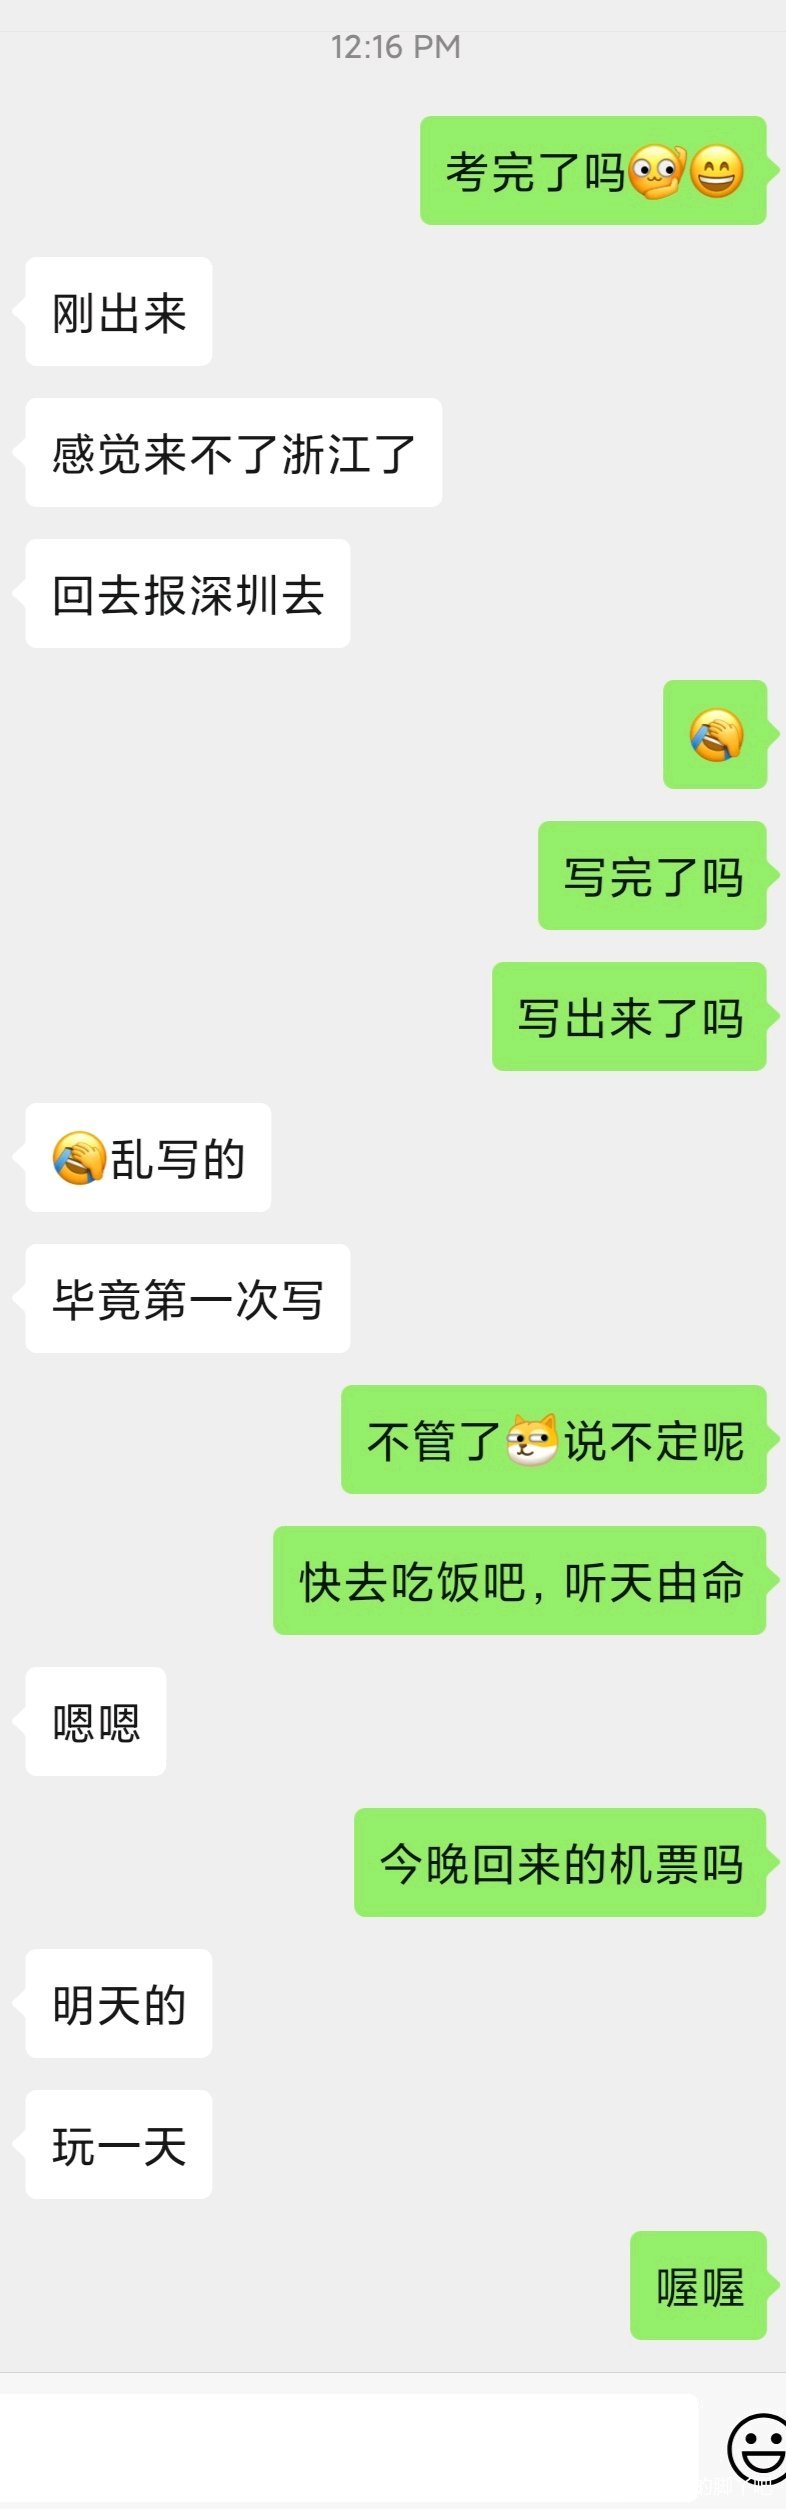 12:16 PM
考完了吗🫣😄
刚出来
感觉来不了浙江了
回去报深圳去
🤣
写完了吗
写出来了吗
乱写的
毕竟第一次写
不管了说不定呢
快去吃饭吧，听天由命
嗯嗯
今晚回来的机票吗
明天的
玩一天
喔喔